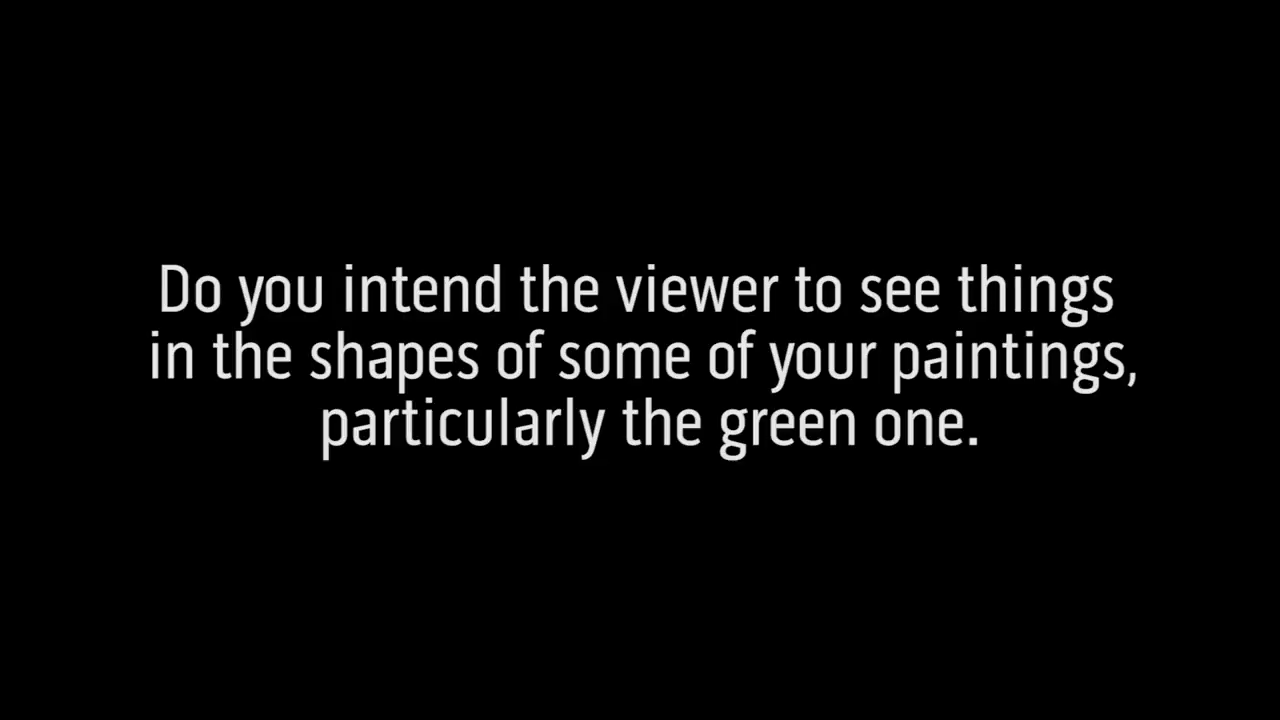 Do you intend the viewer to see things
in the shapes of some of your paintings,
particularly the green one.